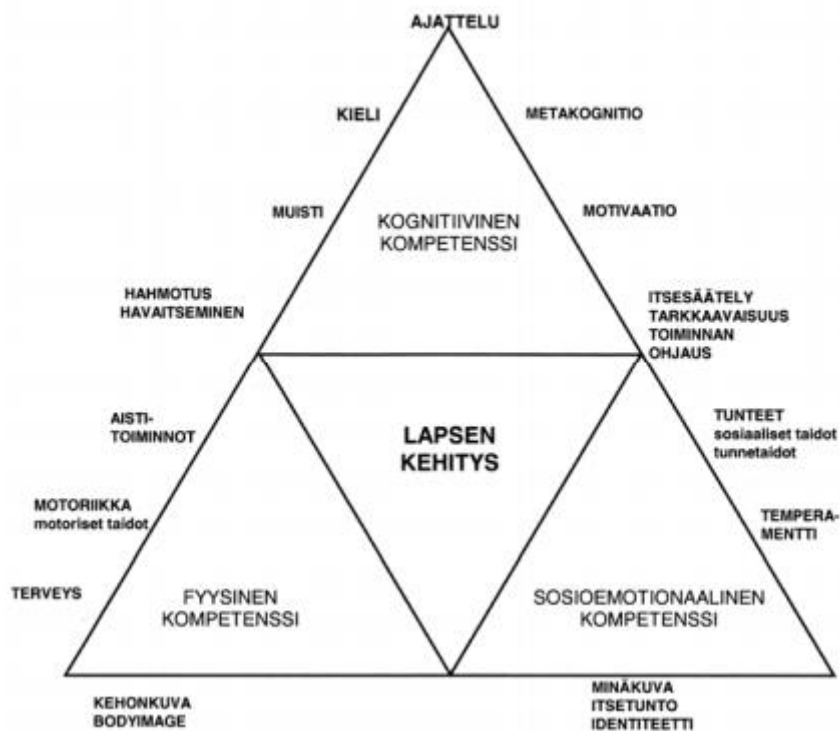 AJATTELU
KIELI
METAKOGNITIO
MUISTI
MOTIVAATIO
KOGNITIIVINEN
KOMPETENSSI
HAHMOTUS
HAVAITSEMINEN
ITSESÄÄTELY
TARKKAAVAISUUS
TOIMINNAN
OHJAUS
AISTI-
TOIMINNOT
LAPSEN
KEHITYS
TUNTEET
sosiaaliset taidot
tunnetaidot
MOTORIIKKA
motoriset taidot
TEMPERA-
MENTTI
TERVEYS
FYYSINEN
KOMPETENSSI
SOSIOEMOTIONAALINEN
KOMPETENSSI
KEHONKUVA
BODYIMAGE
MINÄKUVA
ITSETUNTO
IDENTITEETTI